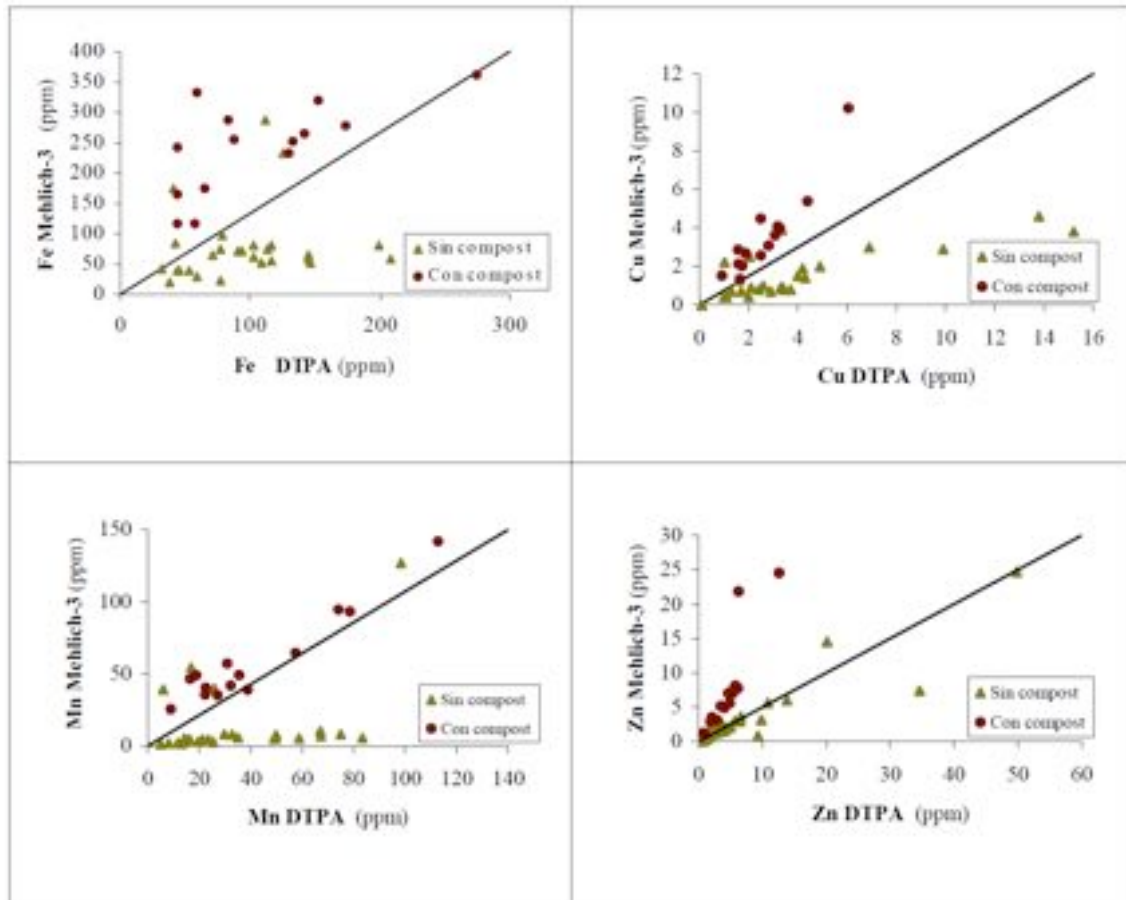 400
350
300
250
200
150
100
50
0
Fe Mehlich-3 (ppm)
0 100 200 300
Fe DTPA (ppm)
Sin compost
Con compost
12
10
8
6
4
2
0
Cu Mehlich-3 (ppm)
0 2 4 6 8 10 12 14 16
Cu DTPA (ppm)
Sin compost
Con compost
150
100
50
0
Mn Mehlich-3 (ppm)
0 20 40 60 80 100 120 140
Mn DTPA (ppm)
Sin compost
Con compost
30
25
20
15
10
5
0
Zn Mehlich-3 (ppm)
0 10 20 30 40 50 60
Zn DTPA (ppm)
Sin compost
Con compost